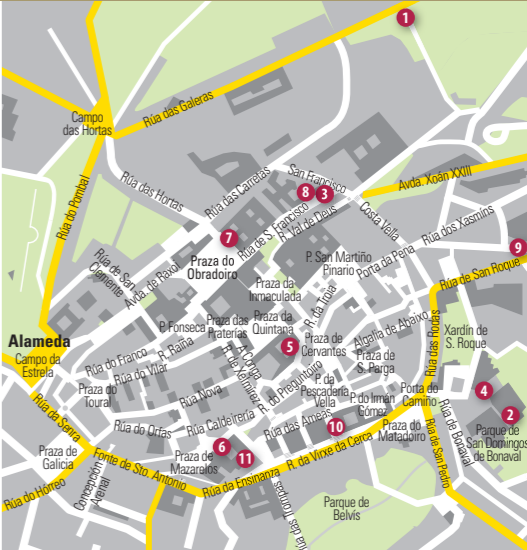 1
Campo
das Hortas
Rúa das Galeras
Rúa do Pombal
Rúa das Hortas
Rúa das Carretas
San Francisco
8
3
Avda. Xoán XXIII
Rúa de S. Francisco
R. Val de Deus
Costa Vella
7
Praza do
Obradoiro
P. San Martiño
Pinario
Porta da Pena
Rúa dos Xasmíns
9
Rúa de San Roque
Rúa de San
Clemente
Avda. de Raxoi
Praza da
Inmaculada
R. da Troia
P. Fonseca
Praza das
Praterías
Praza da
Quintana
5
Praza de
Cervantes
Algalia de Abaixo
Rúa das Rodas
Xardín de
S. Roque
Alameda
Campo da
Estrela
Rúa do Franco
R. Raíña
Rúa do Vilar
R. de Xelmírez
A Conga
R. do Preguntoiro
Praza de
S. Parga
Praza do
Toural
Rúa Nova
P. da
Pescadería
Vella
P. do Irmán
Gómez
Porta do
Camiño
4
2
Rúa da Senra
Rúa do Orfas
Rúa Caldeirería
Rúa das Ameas
10
Praza do
Matadoiro
Rúa de Bonaval
Parque de
San Domingos
de Bonaval
Praza de
Galicia
Fonte de Sto. Antonio
Praza de
Mazarelos
6
11
R. da Virxe da Cerca
Rúa de San Pedro
Rúa do Hórreo
Concepción
Arenal
Rúa da Ensinanza
das Trompas
Parque de
Belvís